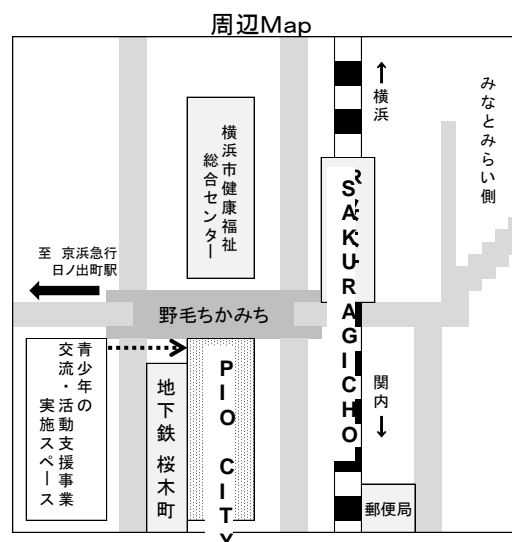 周辺Map
↑
横浜
みなとみらい側
横浜市健康福祉
総合センター
SAKURAGICHO
至 京浜急行
日ノ出町駅
野毛ちかみち
青少年の
交流・活動支援事業
実施スペース
地下鉄 桜木町
PIO CITY
関内
↓
郵便局